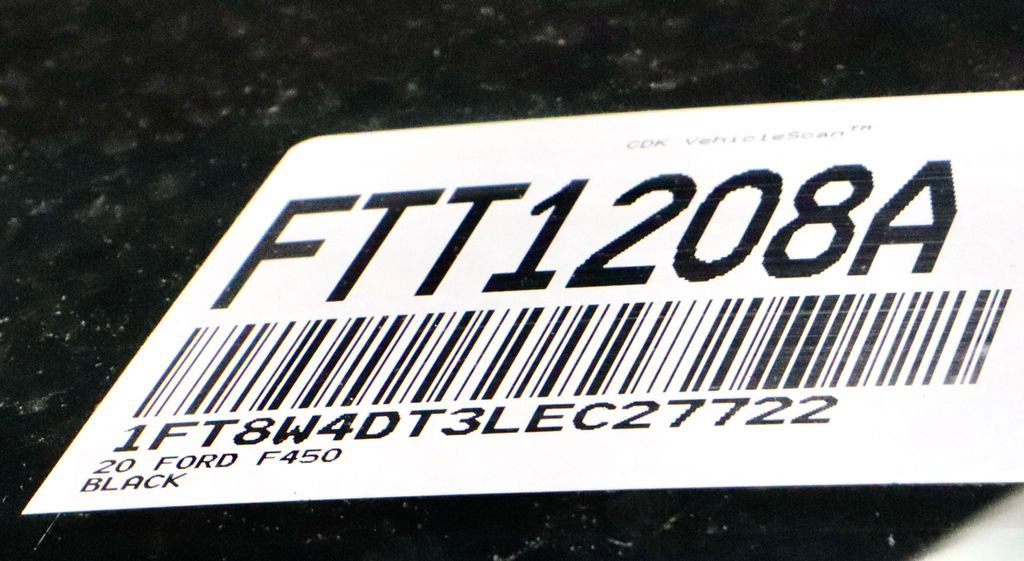 CDK VehicleScan™
FTT1208A
1FT8W4DT3LEC27722
20 FORD F450
BLACK